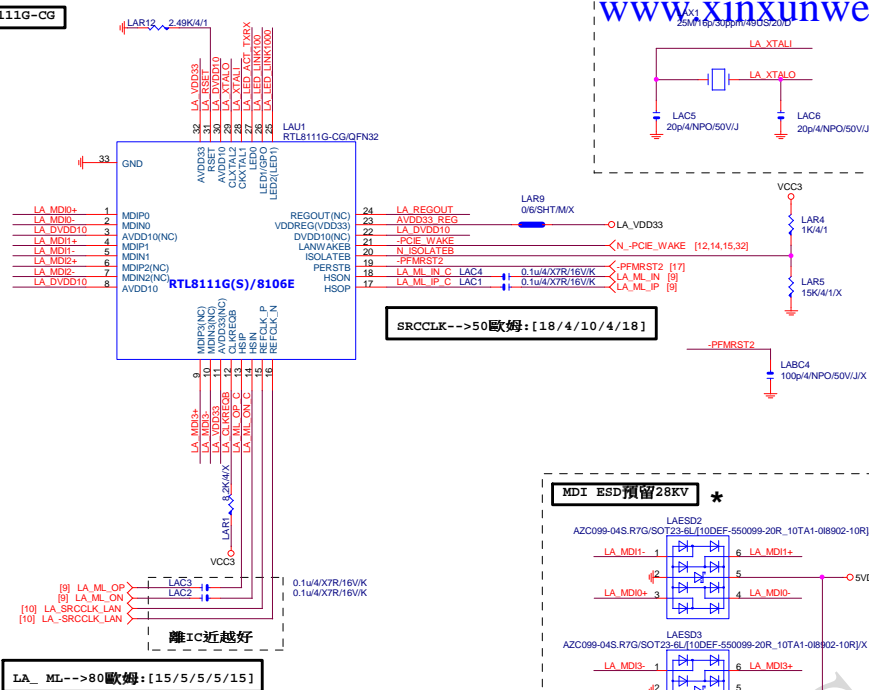 111G-CG
www.xinxunwe
LAR12 2.49K/4/1
LAX1
25M/16p/30ppm/49US/20/D
LA_XTALI
LA_XTALO
LAC5
20p/4/NPO/50V/J
LAC6
20p/4/NPO/50V/J
LA_VDD33
LA_RSET
LA_DVDD10
LA_XTALO
LA_XTALI
LA_LED_ACT_TXRX
LA_LED_LINK100
LA_LED_LINK1000
32 31 30 29 28 27 26 25
LAU1
RTL8111G-CG/QFN32
33 GND
AVDD33
RSET
AVDD10
CLXTAL2
CKXTAL1
LED0
LED1/GPO
LED2(LED1)
LA_MDI0+ 1 MDIP0
LA_MDI0- 2 MDIN0
LA_DVDD10 3 AVDD10(NC)
LA_MDI1+ 4 MDIP1
LA_MDI1- 5 MDIN1
LA_MDI2+ 6 MDIP2(NC)
LA_MDI2- 7 MDIN2(NC)
LA_DVDD10 8 AVDD10
RTL8111G(S)/8106E
REGOUT(NC) 24 LA_REGOUT
VDDREG(VDD33) 23 AVDD33_REG
DVDD10(NC) 22 LA_DVDD10
LANWAKEB 21 -PCIE_WAKE
ISOLATEB 20 N_ISOLATEB
PERSTB 19 -PFMRST2
HSON 18 LA_ML_IN_C LAC4 0.1u/4/X7R/16V/K
HSOP 17 LA_ML_IP_C LAC1 0.1u/4/X7R/16V/K
LAR9
0/6/SHT/M/X
LA_VDD33
N_-PCIE_WAKE [12,14,15,32]
-PFMRST2 [17]
LA_ML_IN [9]
LA_ML_IP [9]
VCC3
LAR4
1K/4/1
LAR5
15K/4/1/X
SRCCLK-->50歐姆:[18/4/10/4/18]
-PFMRST2
LABC4
100p/4/NPO/50V/J/X
MDIP3(NC)
MDIN3(NC)
AVDD33(NC)
CLKREQB
HSIP
HSIN
REFCLK_P
REFCLK_N
9 10 11 12 13 14 15 16
LA_MDI3+
LA_MDI3-
LA_VDD33
LA_CLKREQB
LA_ML_OP_C
LA_ML_ON_C
LAR1 8.2K/4/X
VCC3
[9] LA_ML_OP
[9] LA_ML_ON
[10] LA_SRCCLK_LAN
[10] LA_-SRCCLK_LAN
LAC3 0.1u/4/X7R/16V/K
LAC2 0.1u/4/X7R/16V/K
離IC近越好
LA_ ML-->80歐姆:[15/5/5/5/15]
MDI ESD預留28KV *
LAESD2
AZC099-04S.R7G/SOT23-6L/[10DEF-550099-20R_10TA1-0I8902-10R]
LA_MDI1- 1 6 LA_MDI1+
2 5 5VD
LA_MDI0+ 3 4 LA_MDI0-
LAESD3
AZC099-04S.R7G/SOT23-6L/[10DEF-550099-20R_10TA1-0I8902-10R]/X
LA_MDI3- 1 6 LA_MDI3+
2 5